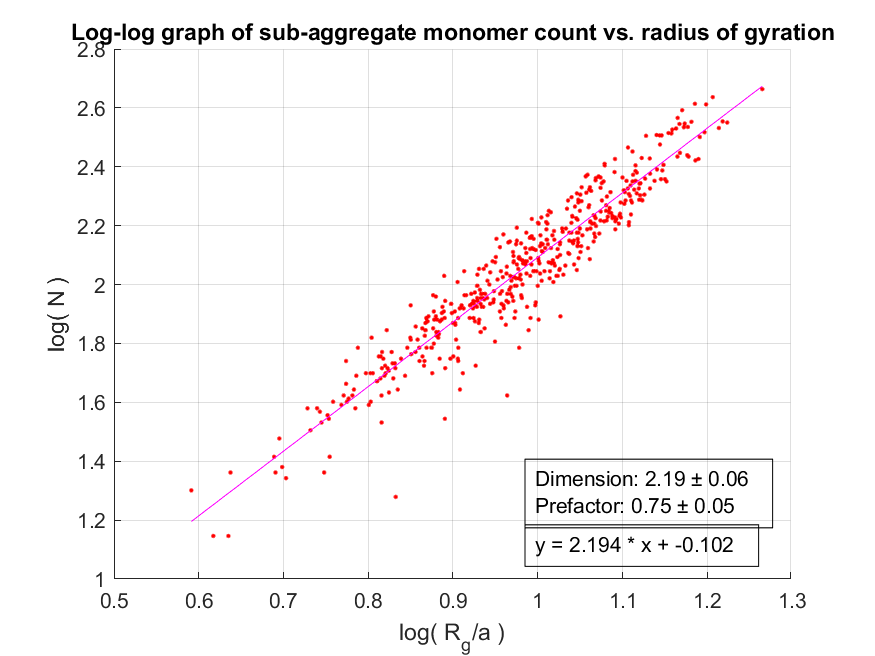 Log-log graph of sub-aggregate monomer count vs. radius of gyration
2.8
2.6
2.4
2.2
2
1.8
1.6
1.4
1.2
1
log( N )
Dimension: 2.19 ± 0.06
Prefactor: 0.75 ± 0.05
y = 2.194 * x + -0.102
0.5 0.6 0.7 0.8 0.9 1 1.1 1.2 1.3
log( Rg/a )